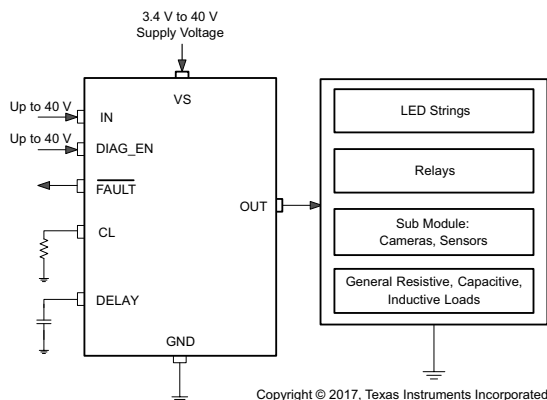 3.4 V to 40 V
Supply Voltage
VS
Up to 40 V
IN
Up to 40 V
DIAG_EN
FAULT
OUT
CL
DELAY
GND
LED Strings
Relays
Sub Module:
Cameras, Sensors
General Resistive, Capacitive,
Inductive Loads
Copyright © 2017, Texas Instruments Incorporated